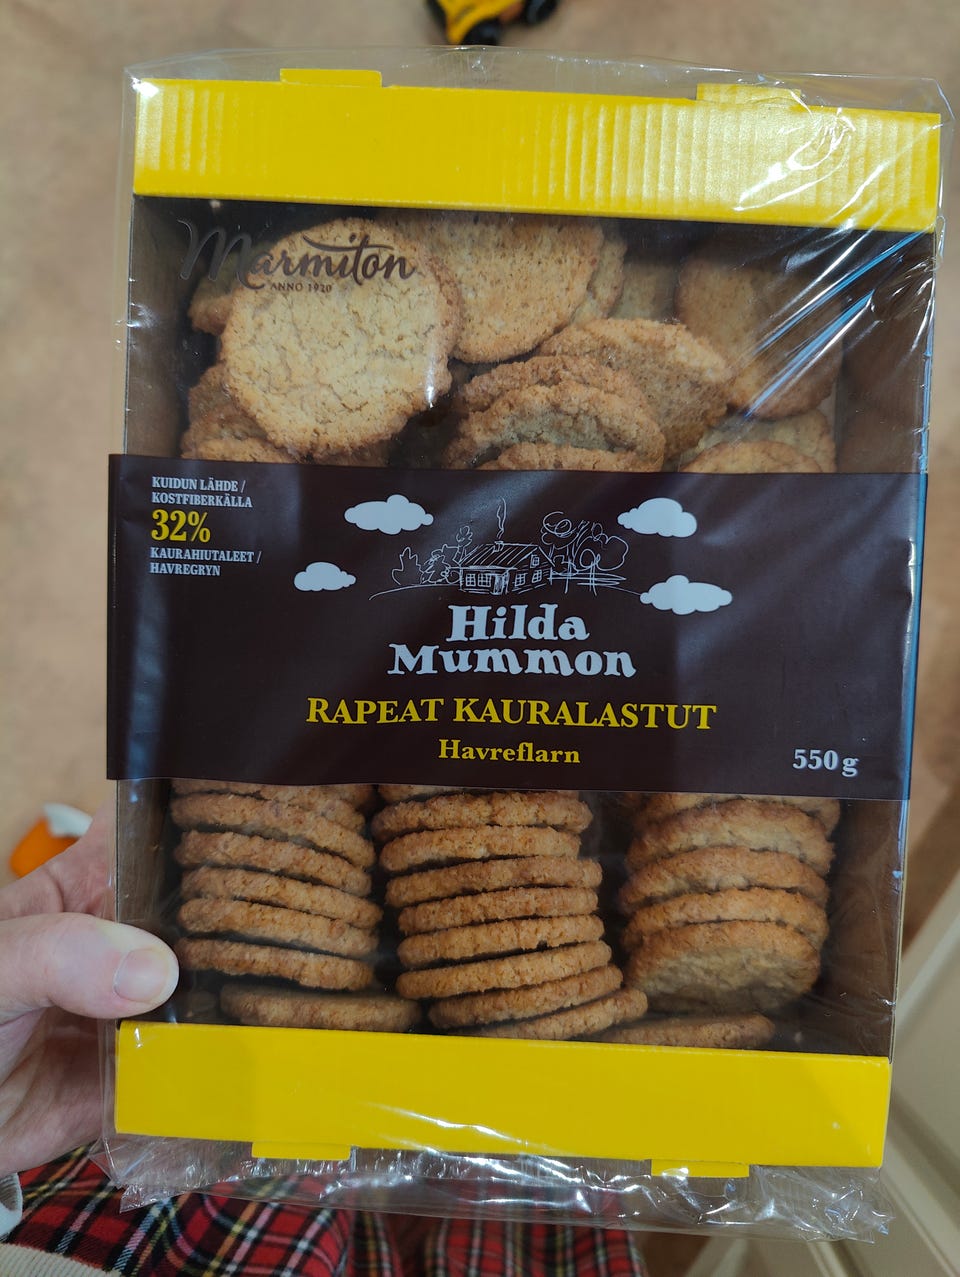 Marmiton
ANNO 1920
KUIDUN LÄHDE /
KOSTFIBERKÄLLA
32%
KAURAHIUTALEET /
HAVREGRYN
Hilda
Mummon
RAPEAT KAURALASTUT
Havreflarn
550 g